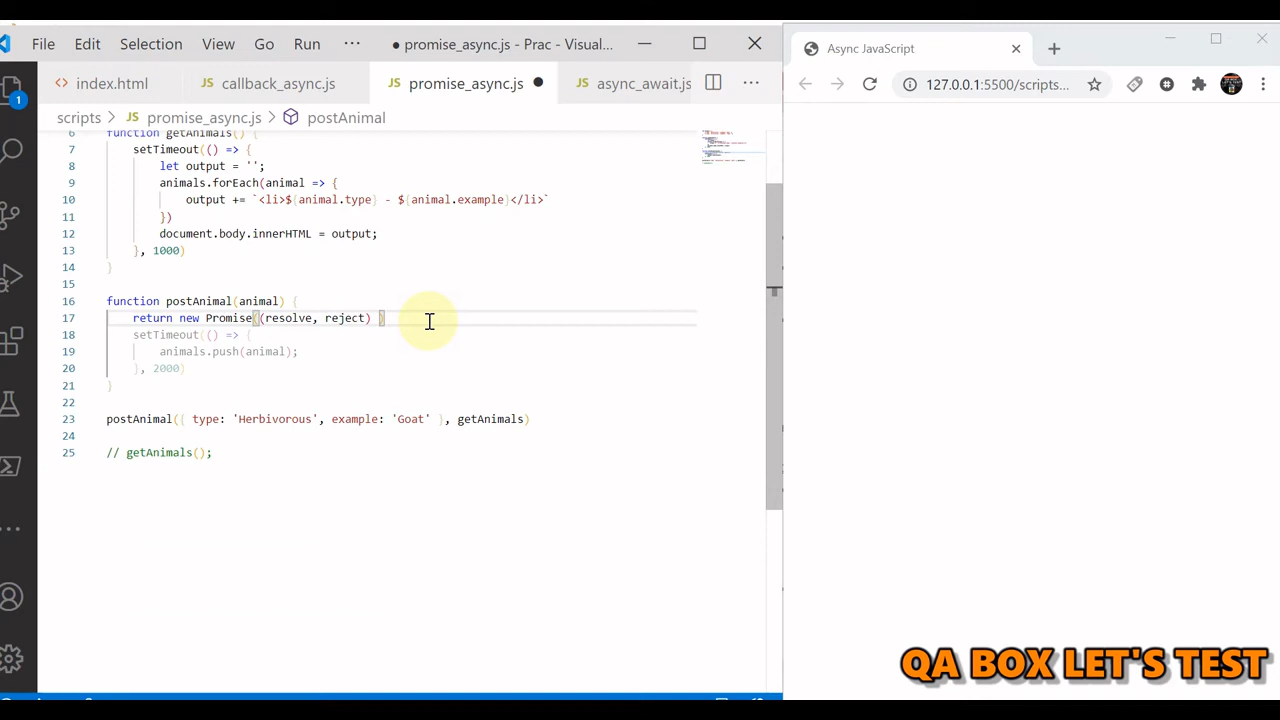 File Edit Selection View Go Run ··· ● promise_async.js - Prac - Visual...
<> index.html JS callback_async.js JS promise_async.js ● JS async_await.js ···
scripts > JS promise_async.js > postAnimal
6 function getAnimals() {
7 setTimeout(() => {
8 let output = '';
9 animals.forEach(animal => {
10 output += `<li>${animal.type} - ${animal.example}</li>`
11 })
12 document.body.innerHTML = output;
13 }, 1000)
14 }
15
16 function postAnimal(animal) {
17 return new Promise((resolve, reject) )
18 setTimeout(() => {
19 animals.push(animal);
20 }, 2000)
21 }
22
23 postAnimal({ type: 'Herbivorous', example: 'Goat' }, getAnimals)
24
25 // getAnimals();
1
Async JavaScript
127.0.0.1:5500/scripts...
QA BOX LET'S TEST